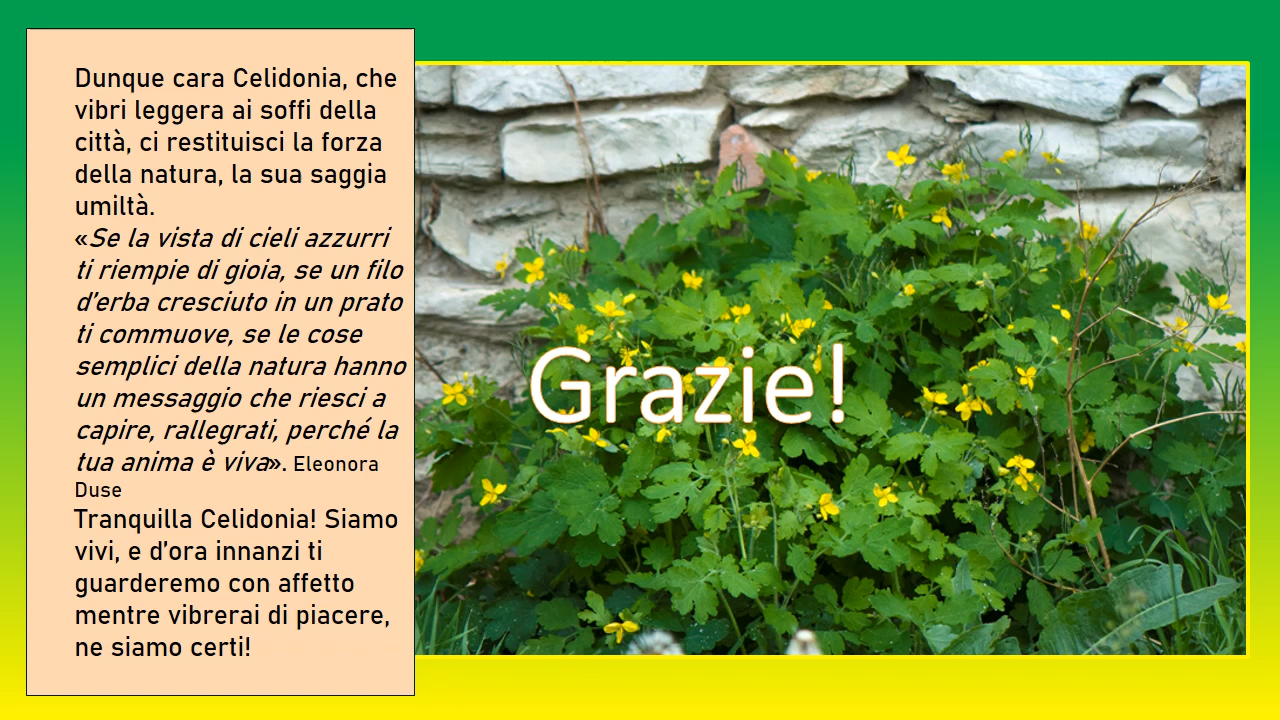 Dunque cara Celidonia, che
vibri leggera ai soffi della
città, ci restituisci la forza
della natura, la sua saggia
umiltà.
«Se la vista di cieli azzurri
ti riempie di gioia, se un filo
d’erba cresciuto in un prato
ti commuove, se le cose
semplici della natura hanno
un messaggio che riesci a
capire, rallegrati, perché la
tua anima è viva». Eleonora
Duse
Tranquilla Celidonia! Siamo
vivi, e d’ora innanzi ti
guarderemo con affetto
mentre vibrerai di piacere,
ne siamo certi!
Grazie!